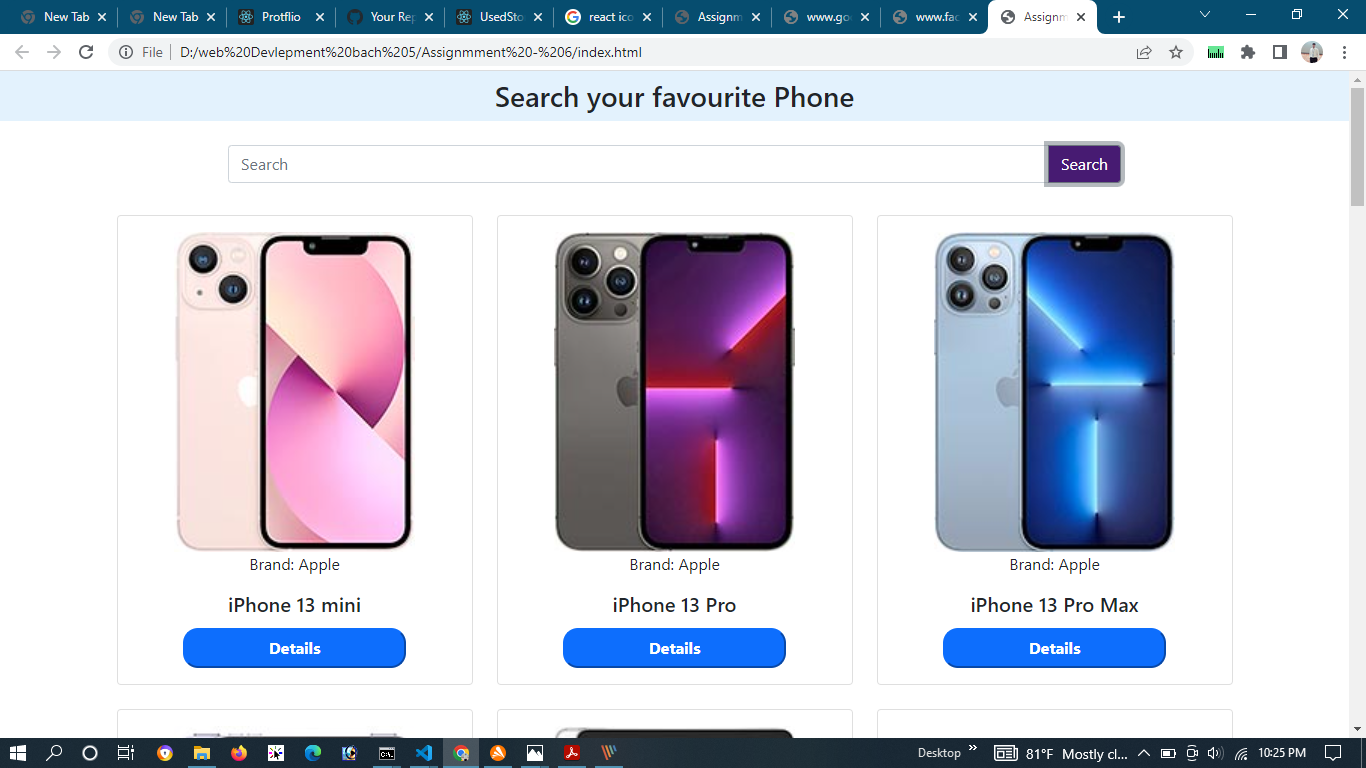 New Tab
New Tab
Protflio
Your Rep
UsedSto
react ico
Assignm
www.goo
www.fac
Assignm
File
D:/web%20Devlepment%20bach%205/Assignmment%20-%206/index.html
Search your favourite Phone
Search
Search
Brand: Apple
Brand: Apple
Brand: Apple
iPhone 13 mini
iPhone 13 Pro
iPhone 13 Pro Max
Details
Details
Details
Desktop
81°F Mostly cl...
10:25 PM